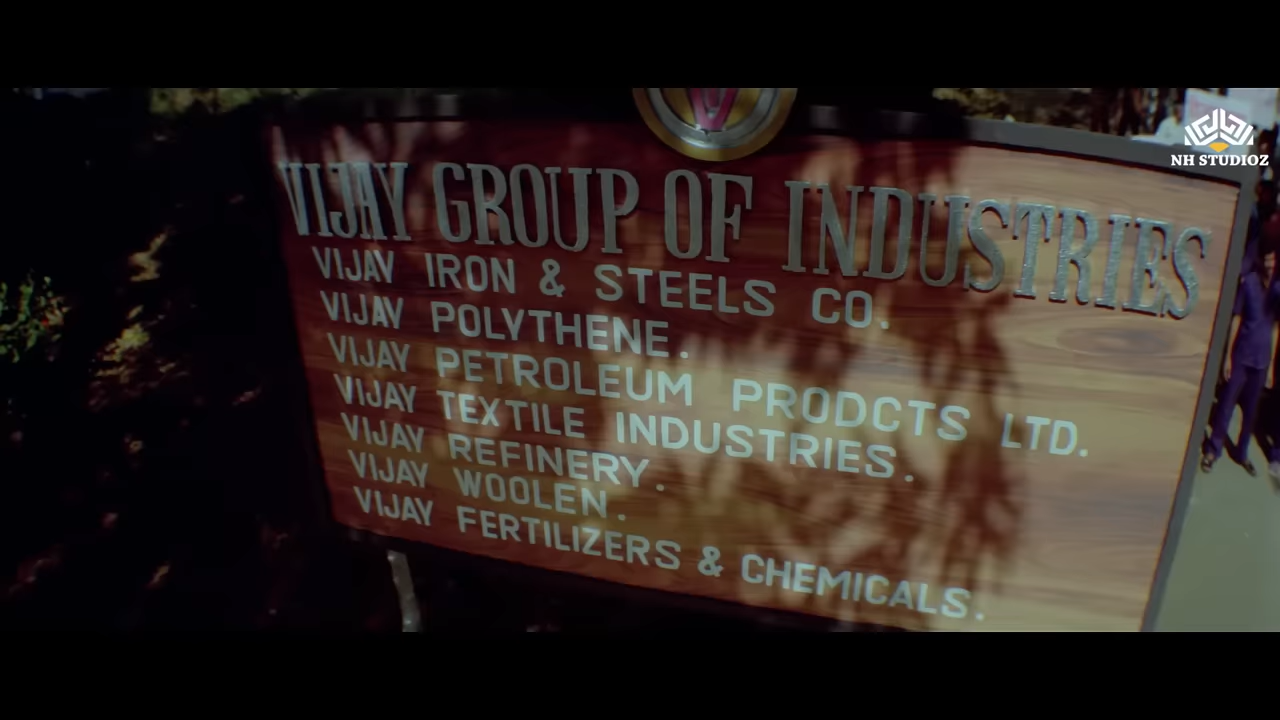 NH STUDIOZ
VIJAY GROUP OF INDUSTRIES
VIJAY IRON & STEELS CO.
VIJAY POLYTHENE.
VIJAY PETROLEUM PRODCTS LTD.
VIJAY TEXTILE INDUSTRIES.
VIJAY REFINERY.
VIJAY WOOLEN.
VIJAY FERTILIZERS & CHEMICALS.